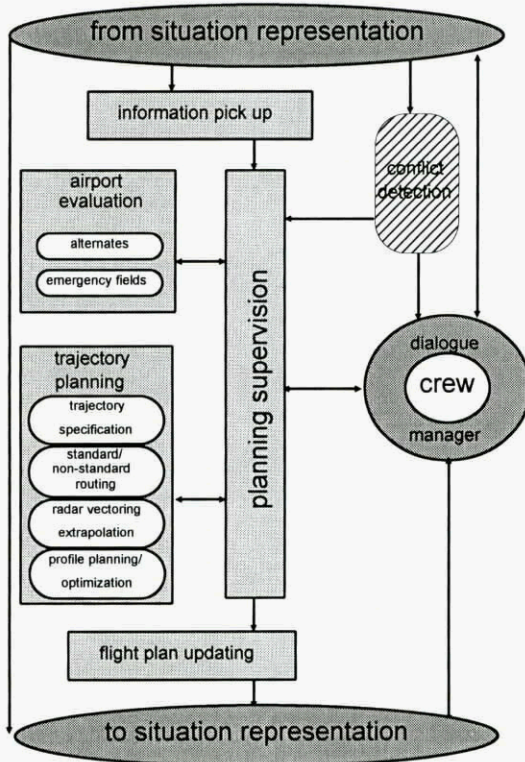 from situation representation
information pick up
conflict
detection
airport
evaluation
alternates
emergency fields
planning supervision
dialogue
crew
manager
trajectory
planning
trajectory
specification
standard/
non-standard
routing
radar vectoring
extrapolation
profile planning/
optimization
flight plan updating
to situation representation